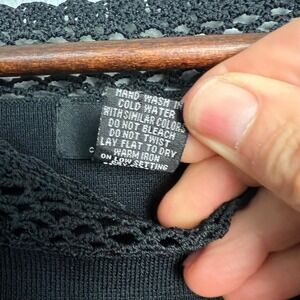 HAND WASH IN
COLD WATER
WITH SIMILAR COLORS
DO NOT BLEACH
DO NOT TWIST
LAY FLAT TO DRY
WARM IRON
ON LOW SETTING